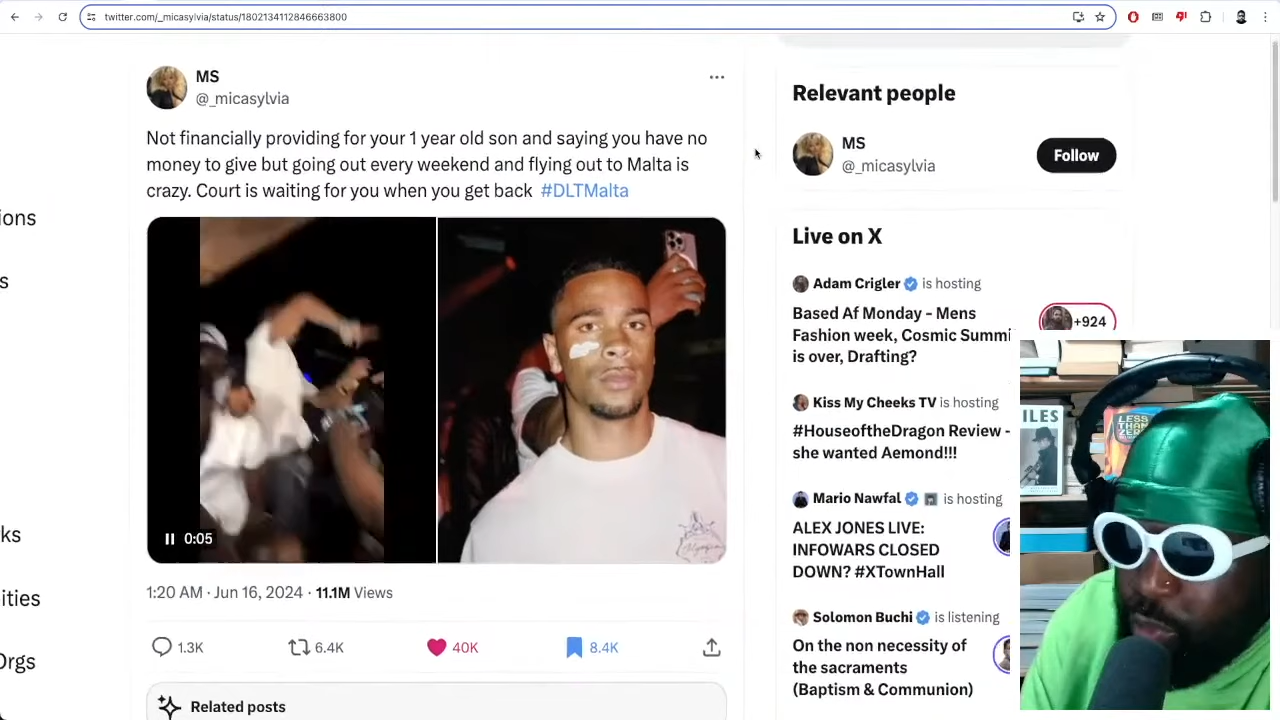 twitter.com/_micasylvia/status/1802134112846663800
MS
@_micasylvia
Not financially providing for your 1 year old son and saying you have no
money to give but going out every weekend and flying out to Malta is
crazy. Court is waiting for you when you get back #DLTMalta
0:05
1:20 AM · Jun 16, 2024 · 11.1M Views
1.3K
6.4K
40K
8.4K
Related posts
ions
s
ks
ities
Orgs
Relevant people
MS
@_micasylvia
Follow
Live on X
Adam Crigler is hosting
Based Af Monday - Mens
Fashion week, Cosmic Summi
is over, Drafting?
+924
Kiss My Cheeks TV is hosting
#HouseoftheDragon Review -
she wanted Aemond!!!
Mario Nawfal is hosting
ALEX JONES LIVE:
INFOWARS CLOSED
DOWN? #XTownHall
Solomon Buchi is listening
On the non necessity of
the sacraments
(Baptism & Communion)
ILES
LESS
THAN
ZERO